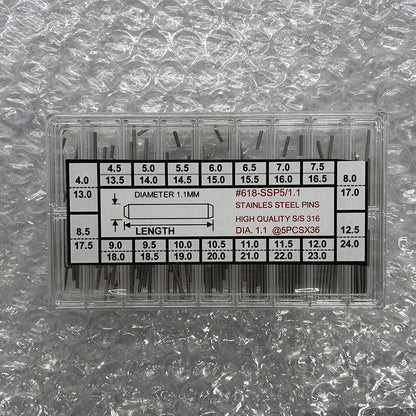 4.5 5.0 5.5 6.0 6.5 7.0 7.5
4.0 13.5 14.0 14.5 15.0 15.5 16.0 16.5 8.0
13.0 17.0
DIAMETER 1.1MM
#618-SSP5/1.1
STAINLES STEEL PINS
HIGH QUALITY S/S 316
DIA. 1.1 @5PCSX36
LENGTH
8.5 12.5
17.5 9.0 9.5 10.0 10.5 11.0 11.5 12.0 24.0
18.0 18.5 19.0 20.0 21.0 22.0 23.0